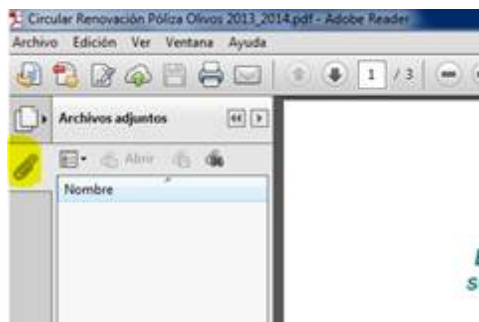 Circular Renovación Póliza Olivos 2013_2014.pdf - Adobe Reader
Archivo Edición Ver Ventana Ayuda
1 / 3
Archivos adjuntos
Abrir
Nombre